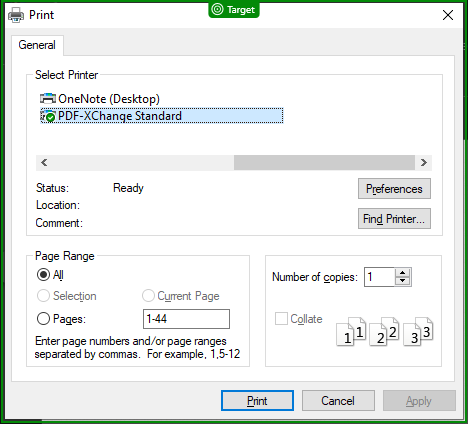 Print
Target
General
Select Printer
OneNote (Desktop)
PDF-XChange Standard
Status: Ready
Preferences
Location:
Comment:
Find Printer...
Page Range
All
Selection
Current Page
Pages: 1-44
Enter page numbers and/or page ranges
separated by commas. For example, 1,5-12
Number of copies: 1
Collate
1 1 2 2 3 3
Print
Cancel
Apply